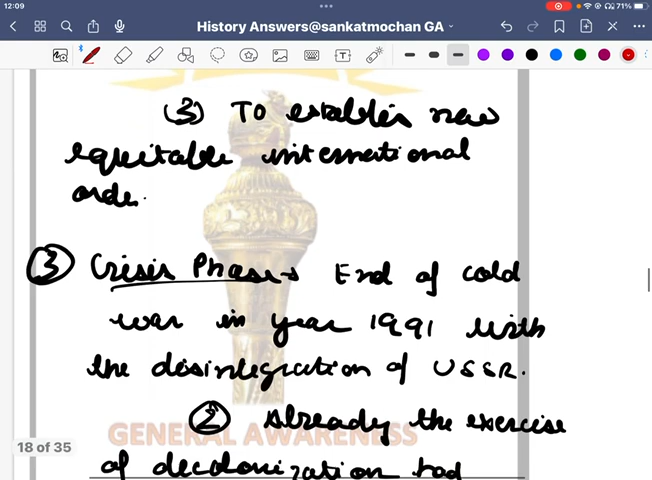 12:09
71%
History Answers@sankatmochan GA
(3) To establish new
equitable international
order.
③ Crisis Phase → End of cold
war in year 1991 with
the disintegration of USSR.
② Already the exercise
GENERAL AWARENESS
of decolonization had
18 of 35